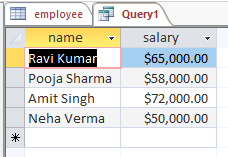 employee Query1
name salary
Ravi Kumar $65,000.00
Pooja Sharma $58,000.00
Amit Singh $72,000.00
Neha Verma $50,000.00
*